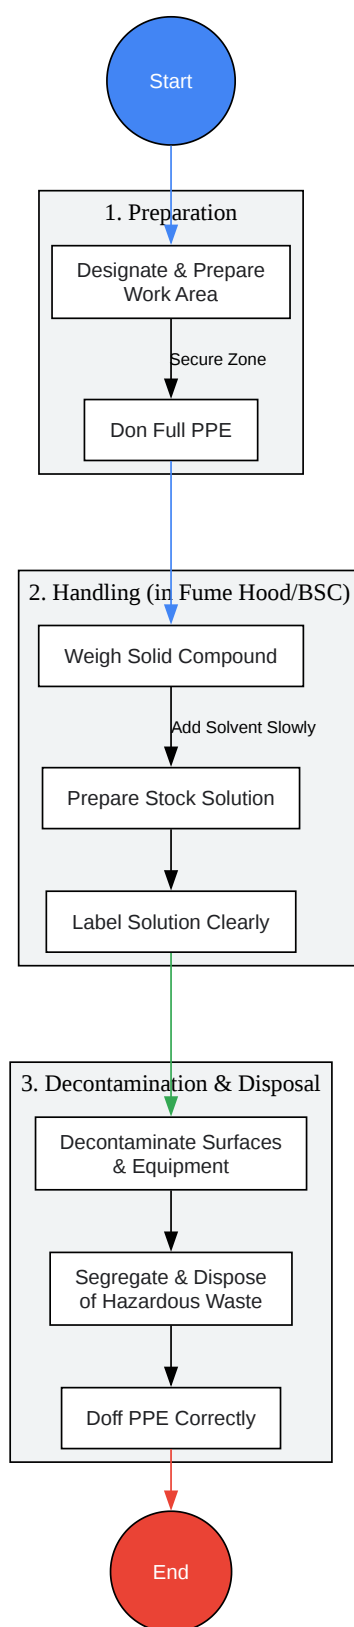 Start
1. Preparation
Designate & Prepare
Work Area
Secure Zone
Don Full PPE
2. Handling (in Fume Hood/BSC)
Weigh Solid Compound
Add Solvent Slowly
Prepare Stock Solution
Label Solution Clearly
3. Decontamination & Disposal
Decontaminate Surfaces
& Equipment
Segregate & Dispose
of Hazardous Waste
Doff PPE Correctly
End